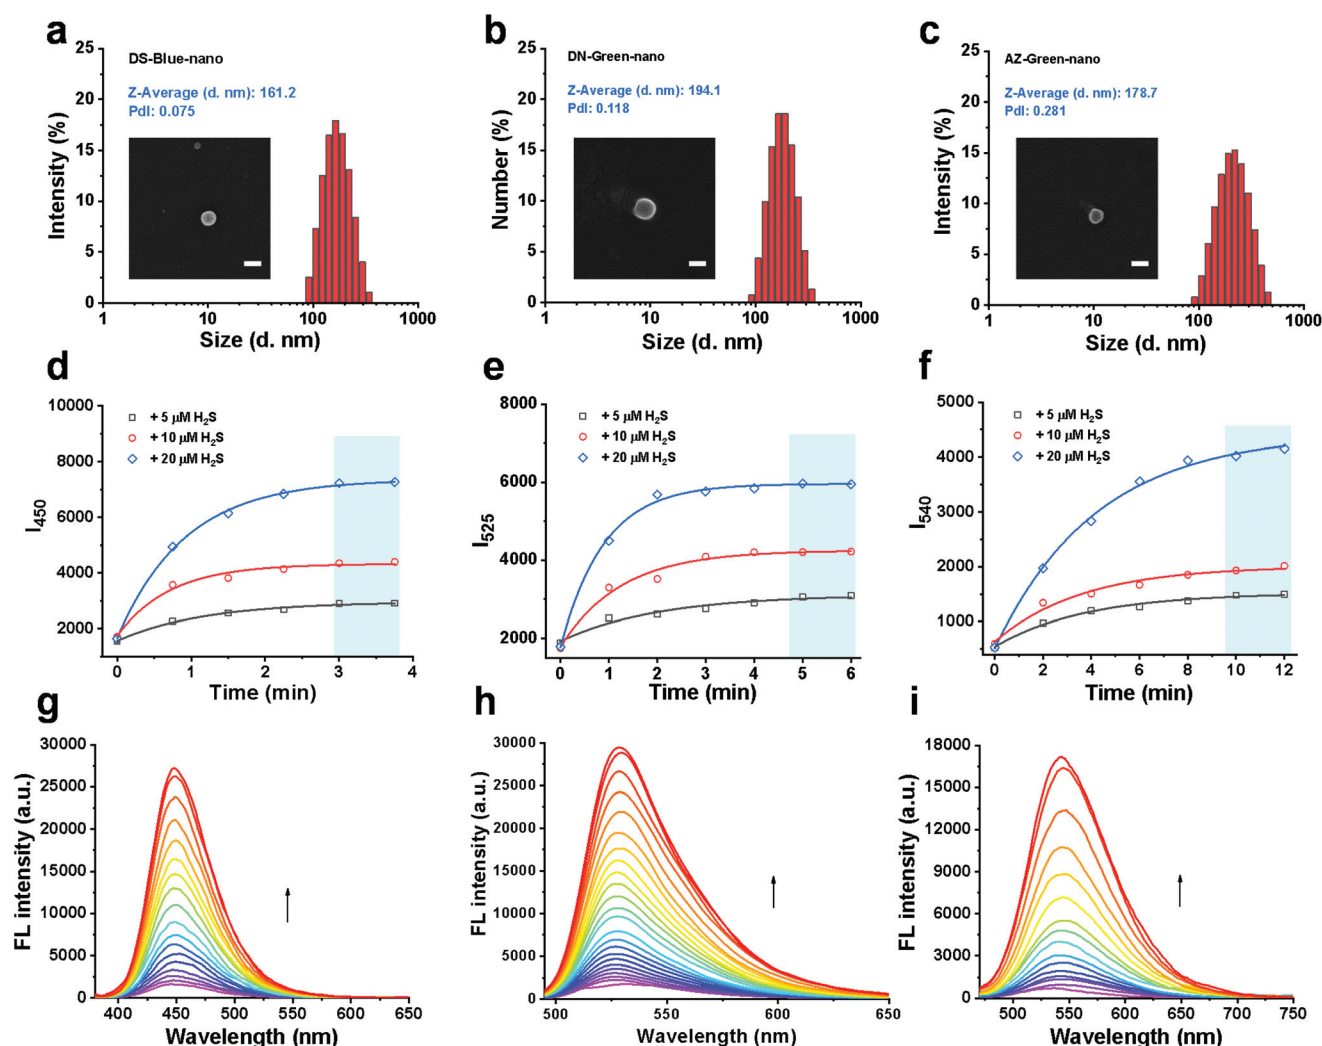 a
DS-Blue-nano
Z-Average (d. nm): 161.2
PdI: 0.075
Intensity (%)
25
20
15
10
5
0
1
10
100
1000
Size (d. nm)
b
DN-Green-nano
Z-Average (d. nm): 194.1
PdI: 0.118
Number (%)
25
20
15
10
5
0
1
10
100
1000
Size (d. nm)
c
AZ-Green-nano
Z-Average (d. nm): 178.7
PdI: 0.281
Intensity (%)
25
20
15
10
5
0
1
10
100
1000
Size (d. nm)
d
+ 5 μM H₂S
+ 10 μM H₂S
+ 20 μM H₂S
I₄₅₀
10000
8000
6000
4000
2000
0
1
2
3
4
Time (min)
e
+ 5 μM H₂S
+ 10 μM H₂S
+ 20 μM H₂S
I₅₂₅
8000
6000
4000
2000
0
1
2
3
4
5
6
Time (min)
f
+ 5 μM H₂S
+ 10 μM H₂S
+ 20 μM H₂S
I₅₄₀
5000
4000
3000
2000
1000
0
2
4
6
8
10
12
Time (min)
g
FL intensity (a.u.)
30000
25000
20000
15000
10000
5000
0
400
450
500
550
600
650
Wavelength (nm)
h
FL intensity (a.u.)
30000
25000
20000
15000
10000
5000
0
500
550
600
650
Wavelength (nm)
i
FL intensity (a.u.)
18000
15000
12000
9000
6000
3000
0
500
550
600
650
700
750
Wavelength (nm)